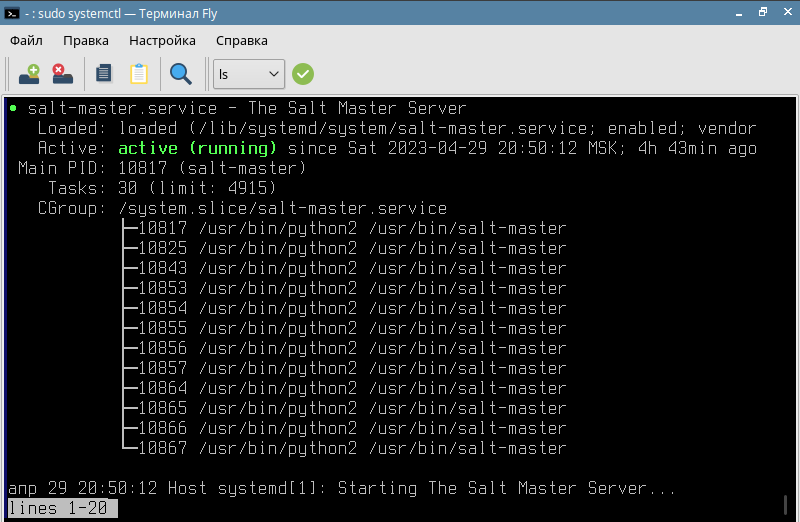 - : sudo systemctl — Терминал Fly
Файл Правка Настройка Справка
ls
● salt-master.service - The Salt Master Server
Loaded: loaded (/lib/systemd/system/salt-master.service; enabled; vendor
Active: active (running) since Sat 2023-04-29 20:50:12 MSK; 4h 43min ago
Main PID: 10817 (salt-master)
Tasks: 30 (limit: 4915)
CGroup: /system.slice/salt-master.service
├─10817 /usr/bin/python2 /usr/bin/salt-master
├─10825 /usr/bin/python2 /usr/bin/salt-master
├─10843 /usr/bin/python2 /usr/bin/salt-master
├─10853 /usr/bin/python2 /usr/bin/salt-master
├─10854 /usr/bin/python2 /usr/bin/salt-master
├─10855 /usr/bin/python2 /usr/bin/salt-master
├─10856 /usr/bin/python2 /usr/bin/salt-master
├─10857 /usr/bin/python2 /usr/bin/salt-master
├─10864 /usr/bin/python2 /usr/bin/salt-master
├─10865 /usr/bin/python2 /usr/bin/salt-master
├─10866 /usr/bin/python2 /usr/bin/salt-master
└─10867 /usr/bin/python2 /usr/bin/salt-master
апр 29 20:50:12 Host systemd[1]: Starting The Salt Master Server...
lines 1-20